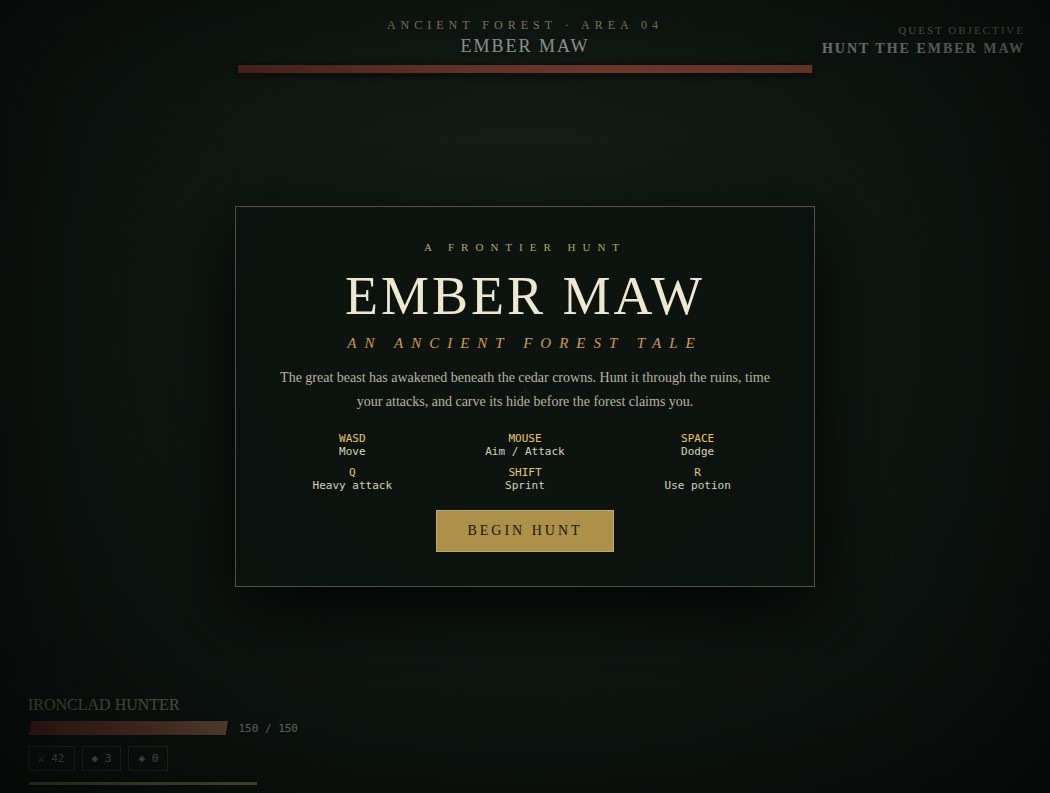 ANCIENT FOREST · AREA 04
EMBER MAW
QUEST OBJECTIVE
HUNT THE EMBER MAW
A FRONTIER HUNT
EMBER MAW
AN ANCIENT FOREST TALE
The great beast has awakened beneath the cedar crowns. Hunt it through the ruins, time
your attacks, and carve its hide before the forest claims you.
WASD MOUSE SPACE
Move Aim / Attack Dodge
Q SHIFT R
Heavy attack Sprint Use potion
BEGIN HUNT
IRONCLAD HUNTER
150 / 150
⚔ 42 ◆ 3 ◆ 0